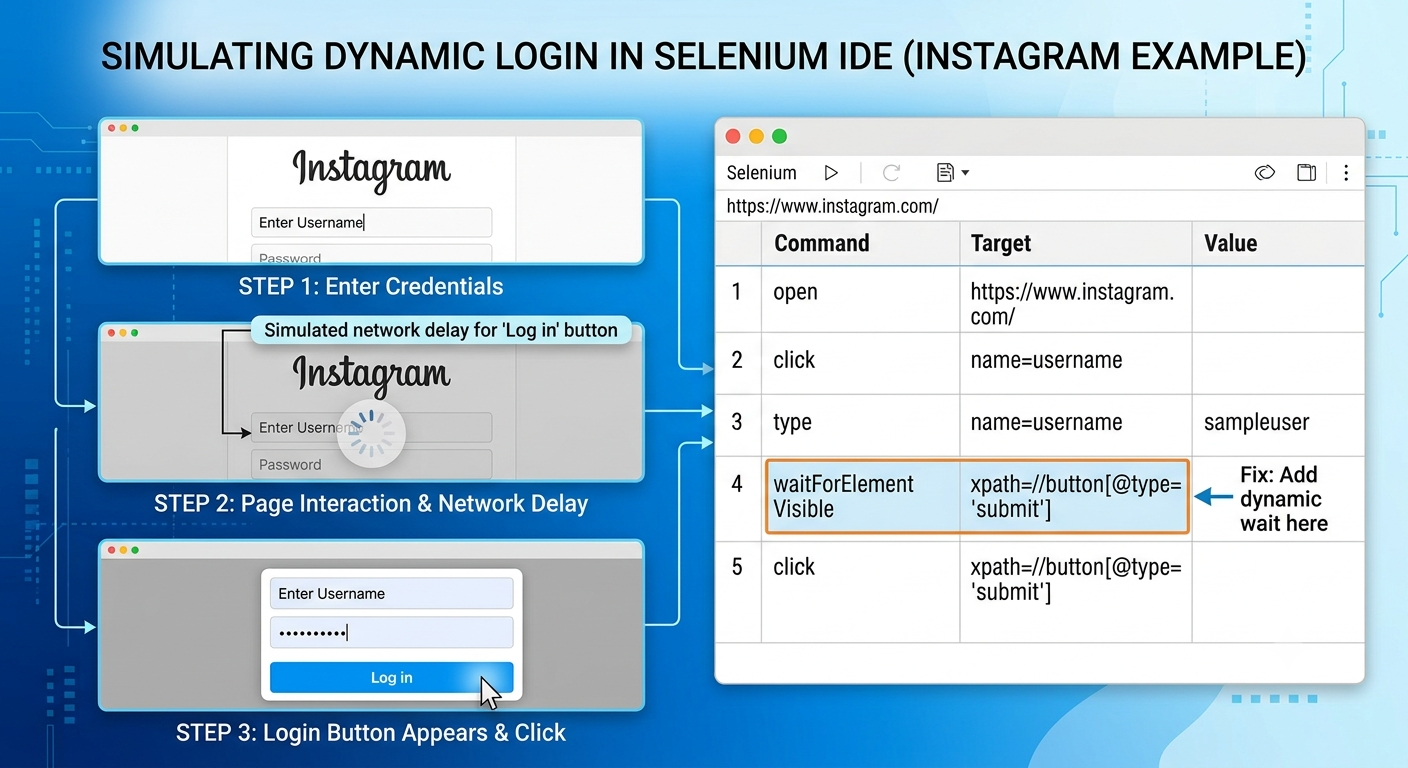 SIMULATING DYNAMIC LOGIN IN SELENIUM IDE (INSTAGRAM EXAMPLE)
Instagram
Enter Username
Password
STEP 1: Enter Credentials
Simulated network delay for 'Log in' button
Instagram
Enter Username
Password
STEP 2: Page Interaction & Network Delay
Enter Username
••••••••••
Log in
STEP 3: Login Button Appears & Click
Selenium
https://www.instagram.com/
Command Target Value
1 open https://www.instagram.
com/
2 click name=username
3 type name=username sampleuser
4 waitForElement xpath=//button[@type=
Visible 'submit']
Fix: Add
dynamic
wait here
5 click xpath=//button[@type=
'submit']